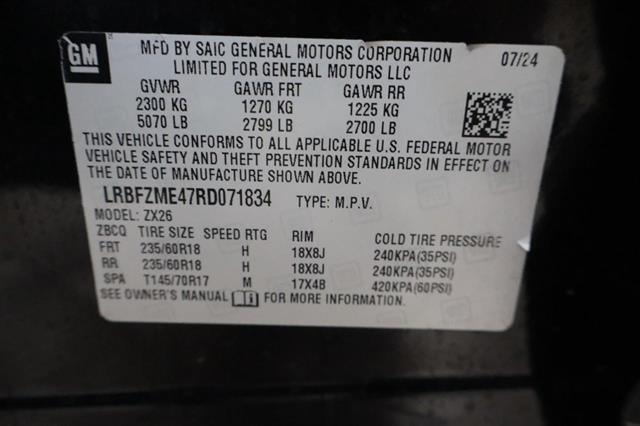 GM
MFD BY SAIC GENERAL MOTORS CORPORATION 07/24
LIMITED FOR GENERAL MOTORS LLC
GVWR GAWR FRT GAWR RR
2300 KG 1270 KG 1225 KG
5070 LB 2799 LB 2700 LB
THIS VEHICLE CONFORMS TO ALL APPLICABLE U.S. FEDERAL MOTOR
VEHICLE SAFETY AND THEFT PREVENTION STANDARDS IN EFFECT ON
THE DATE OF MANUFACTURE SHOWN ABOVE.
LRBFZME47RD071834 TYPE: M.P.V.
MODEL: ZX26
ZBCQ TIRE SIZE SPEED RTG RIM COLD TIRE PRESSURE
FRT 235/60R18 H 18X8J 240KPA(35PSI)
RR 235/60R18 H 18X8J 240KPA(35PSI)
SPA T145/70R17 M 17X4B 420KPA(60PSI)
SEE OWNER'S MANUAL FOR MORE INFORMATION.